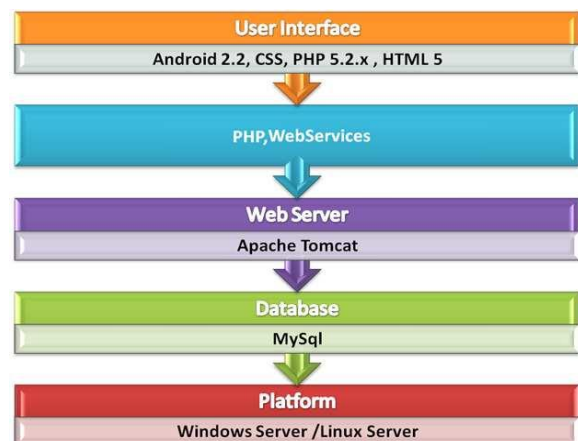 User Interface
Android 2.2, CSS, PHP 5.2.x , HTML 5
PHP,WebServices
Web Server
Apache Tomcat
Database
MySql
Platform
Windows Server /Linux Server